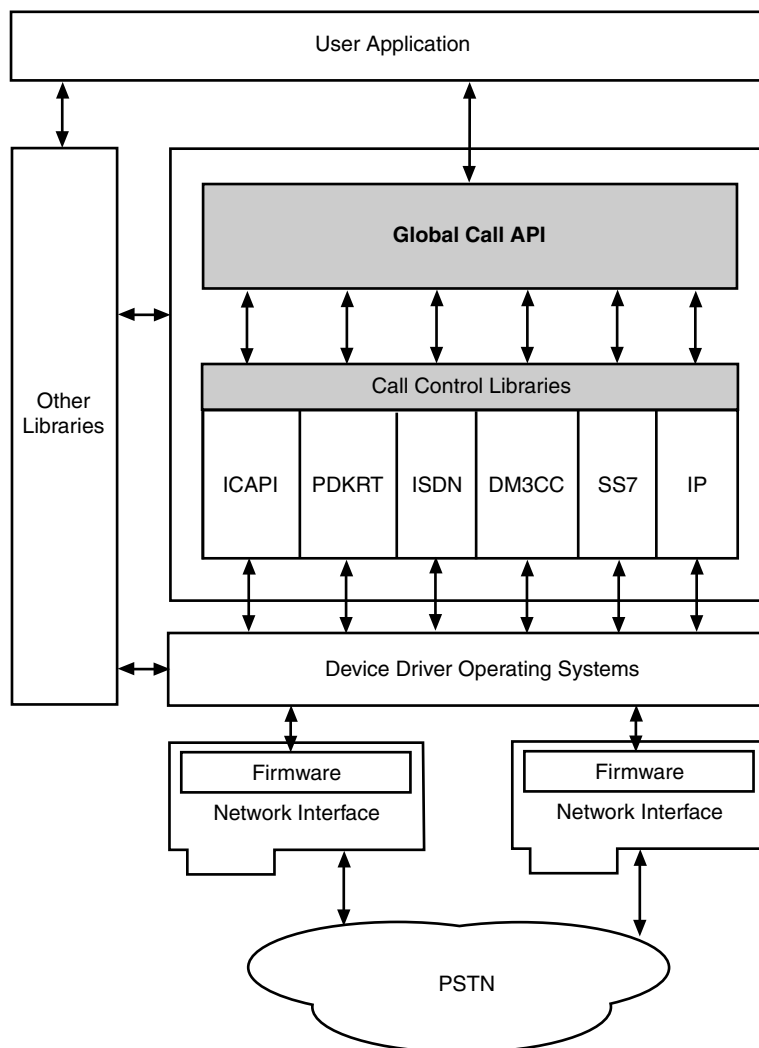 User Application
Global Call API
Call Control Libraries
Other
Libraries
ICAPI
PDKRT
ISDN
DM3CC
SS7
IP
Device Driver Operating Systems
Firmware
Network Interface
Firmware
Network Interface
PSTN